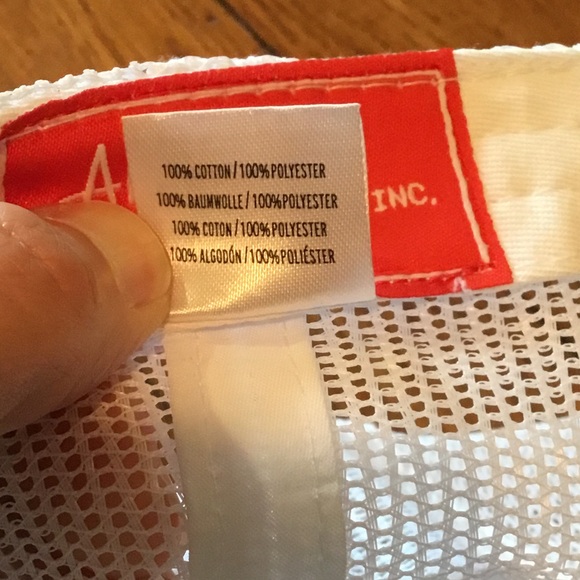 100% COTTON / 100% POLYESTER
100% BAUMWOLLE / 100% POLYESTER
100% COTON / 100% POLYESTER
100% ALGODÓN / 100% POLIÉSTER
INC.